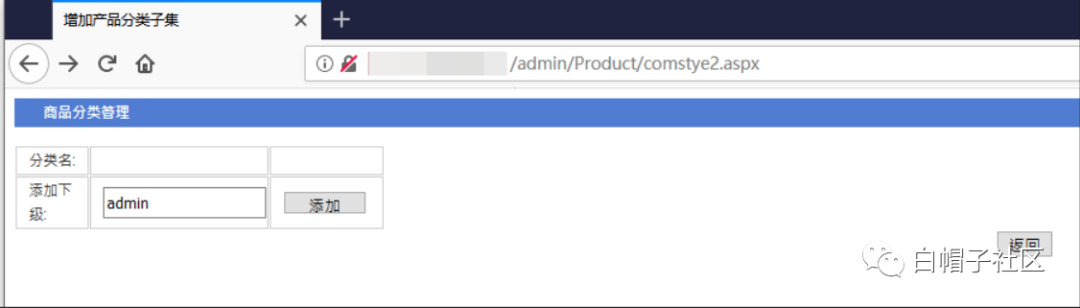 增加产品分类子集
/admin/Product/comstye2.aspx
商品分类管理
分类名:
添加下
级:
admin
添加
返回
白帽子社区